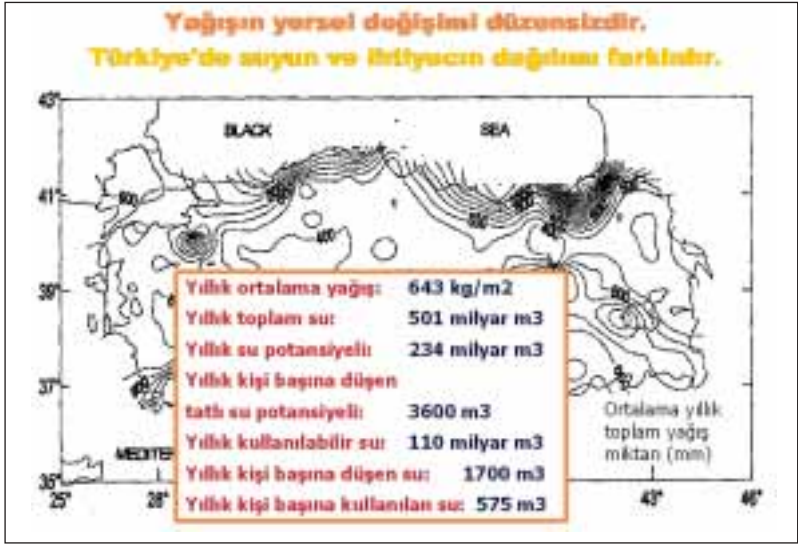 Yağışın yersel değişimi düzensizdir.
Türkiye'de suyun ve ihtiyacın dağılımı farklıdır.
43°
BLACK SEA
41°
39°
37°
35°
25° 28° 43° 46°
Yıllık ortalama yağış: 643 kg/m2
Yıllık toplam su: 501 milyar m3
Yıllık su potansiyeli: 234 milyar m3
Yıllık kişi başına düşen
tatlı su potansiyeli: 3600 m3
Yıllık kullanılabilir su: 110 milyar m3
Yıllık kişi başına düşen su: 1700 m3
Yıllık kişi başına kullanılan su: 575 m3
MEDITER
Ortalama yıllık
toplam yağış
miktarı (mm)